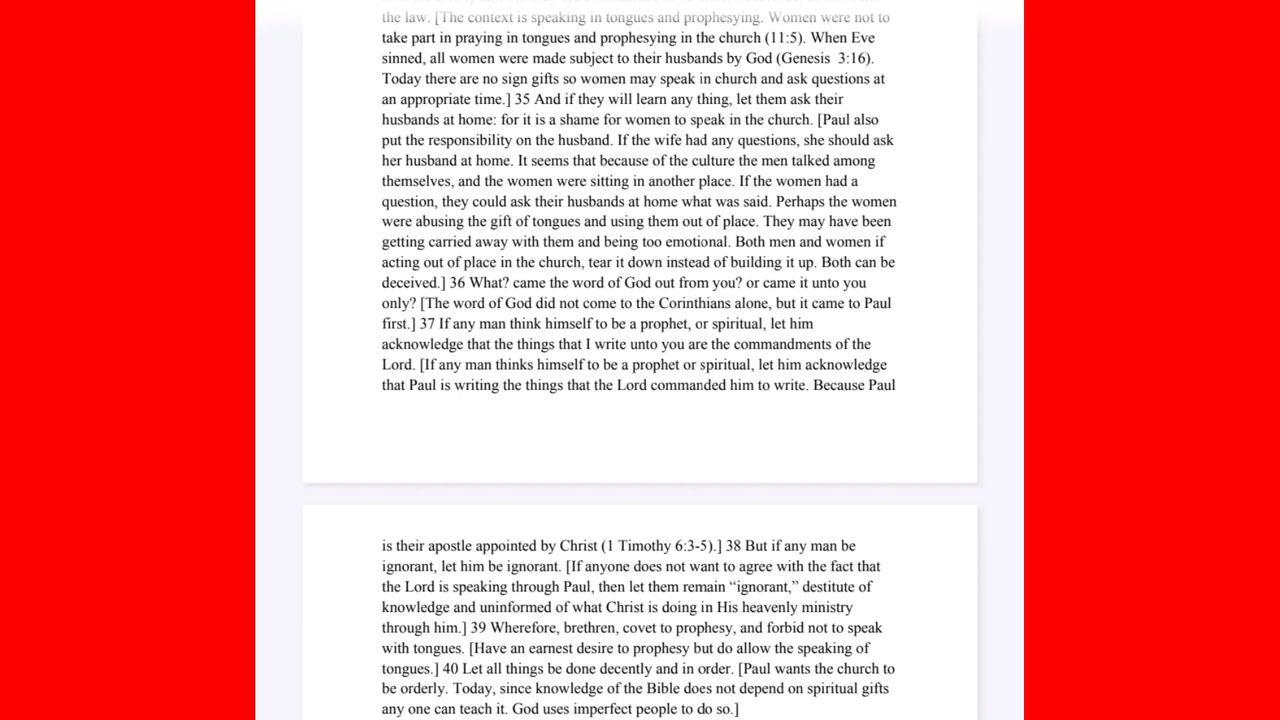 the law. [The context is speaking in tongues and prophesying. Women were not to
take part in praying in tongues and prophesying in the church (11:5). When Eve
sinned, all women were made subject to their husbands by God (Genesis  3:16).
Today there are no sign gifts so women may speak in church and ask questions at
an appropriate time.] 35 And if they will learn any thing, let them ask their
husbands at home: for it is a shame for women to speak in the church. [Paul also
put the responsibility on the husband. If the wife had any questions, she should ask
her husband at home. It seems that because of the culture the men talked among
themselves, and the women were sitting in another place. If the women had a
question, they could ask their husbands at home what was said. Perhaps the women
were abusing the gift of tongues and using them out of place. They may have been
getting carried away with them and being too emotional. Both men and women if
acting out of place in the church, tear it down instead of building it up. Both can be
deceived.] 36 What? came the word of God out from you? or came it unto you
only? [The word of God did not come to the Corinthians alone, but it came to Paul
first.] 37 If any man think himself to be a prophet, or spiritual, let him
acknowledge that the things that I write unto you are the commandments of the
Lord. [If any man thinks himself to be a prophet or spiritual, let him acknowledge
that Paul is writing the things that the Lord commanded him to write. Because Paul
is their apostle appointed by Christ (1 Timothy 6:3-5).] 38 But if any man be
ignorant, let him be ignorant. [If anyone does not want to agree with the fact that
the Lord is speaking through Paul, then let them remain “ignorant,” destitute of
knowledge and uninformed of what Christ is doing in His heavenly ministry
through him.] 39 Wherefore, brethren, covet to prophesy, and forbid not to speak
with tongues. [Have an earnest desire to prophesy but do allow the speaking of
tongues.] 40 Let all things be done decently and in order. [Paul wants the church to
be orderly. Today, since knowledge of the Bible does not depend on spiritual gifts
any one can teach it. God uses imperfect people to do so.]